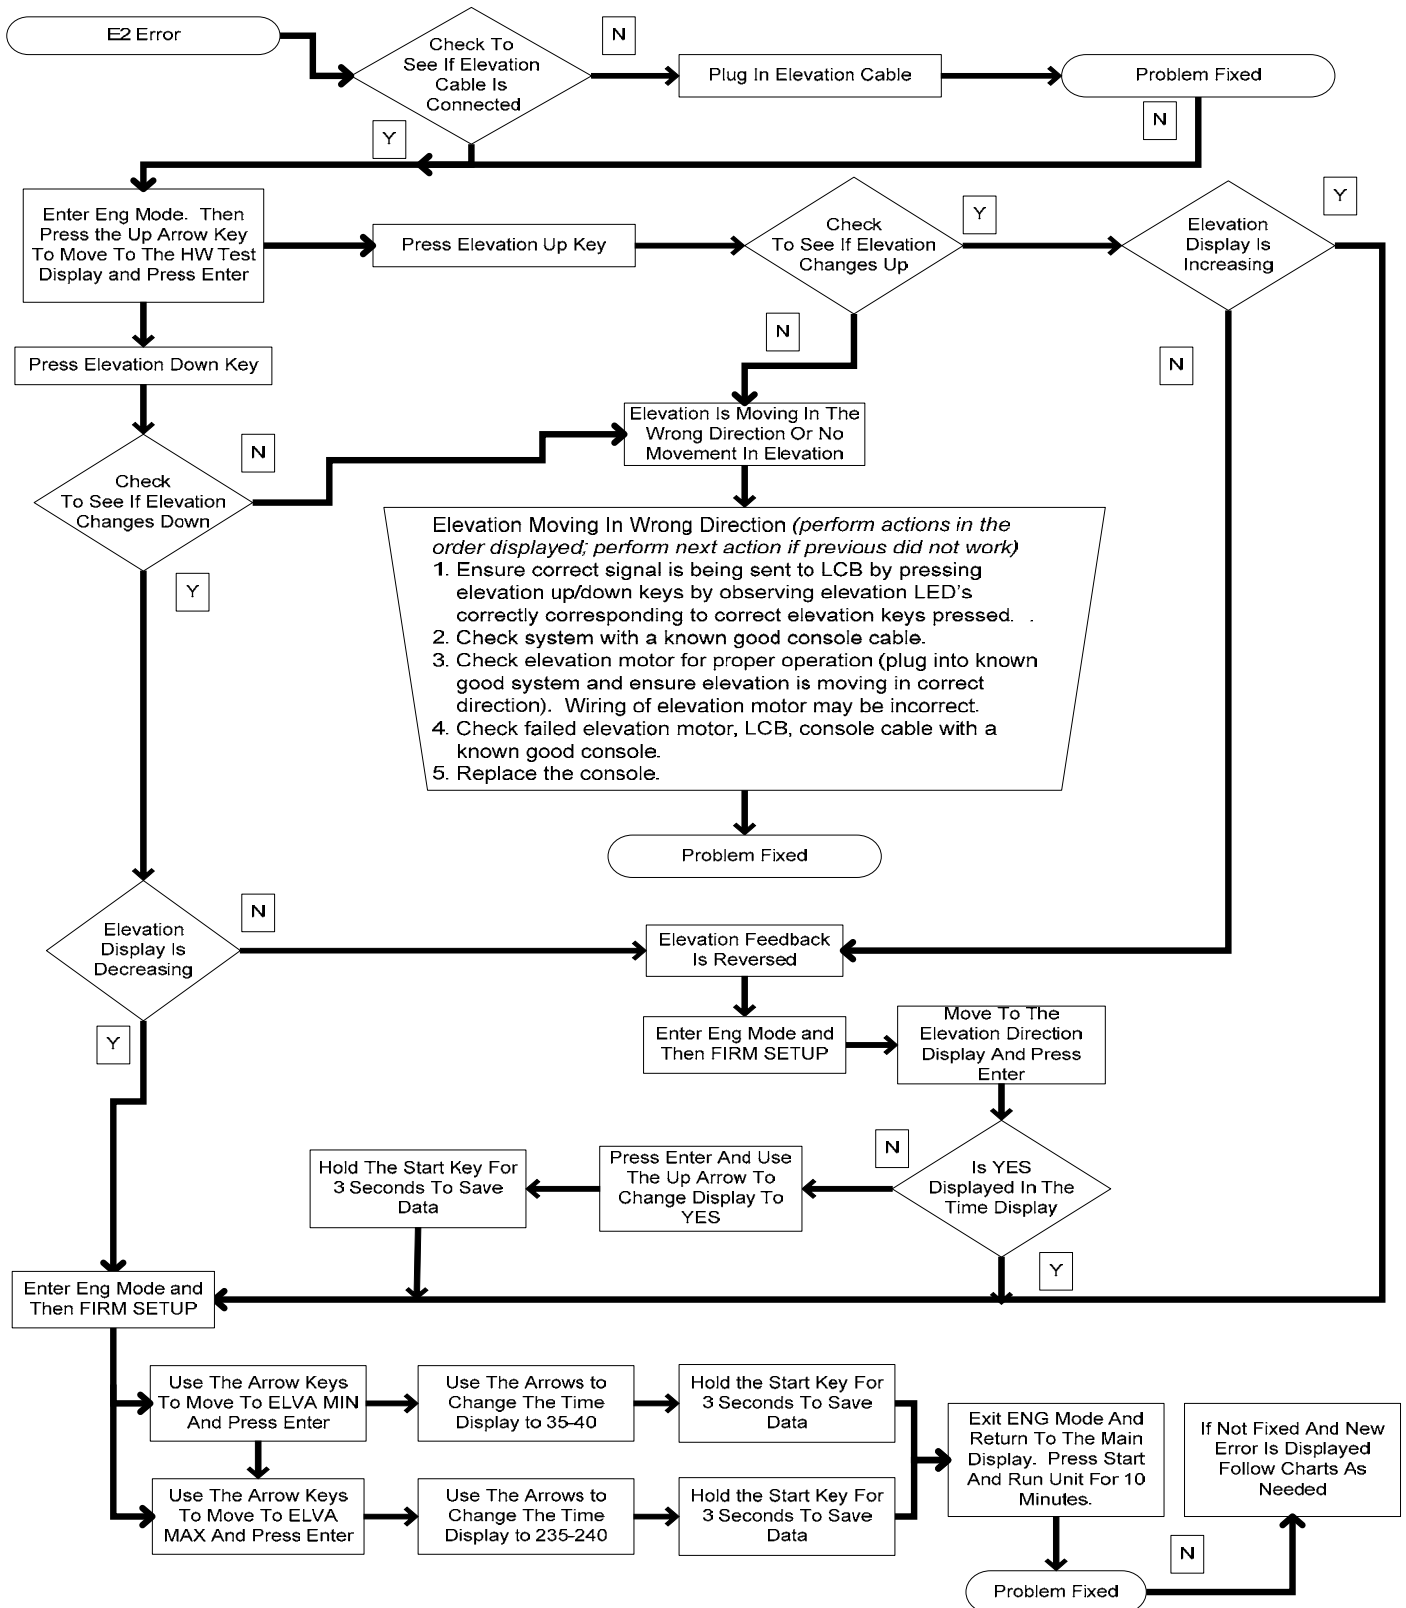 E2 Error
Check To
See If Elevation
Cable Is
Connected
N
Plug In Elevation Cable
Problem Fixed
N
Y
Enter Eng Mode. Then
Press the Up Arrow Key
To Move To The HW Test
Display and Press Enter
Press Elevation Up Key
Check
To See If Elevation
Changes Up
Y
Elevation
Display Is
Increasing
Y
N
N
Press Elevation Down Key
Elevation Is Moving In The
Wrong Direction Or No
Movement In Elevation
N
Check
To See If Elevation
Changes Down
Y
Elevation Moving In Wrong Direction (perform actions in the
order displayed; perform next action if previous did not work)
1. Ensure correct signal is being sent to LCB by pressing
elevation up/down keys by observing elevation LED's
correctly corresponding to correct elevation keys pressed. .
2. Check system with a known good console cable.
3. Check elevation motor for proper operation (plug into known
good system and ensure elevation is moving in correct
direction). Wiring of elevation motor may be incorrect.
4. Check failed elevation motor, LCB, console cable with a
known good console.
5. Replace the console.
Problem Fixed
Elevation
Display Is
Decreasing
N
Y
Elevation Feedback
Is Reversed
Enter Eng Mode and
Then FIRM SETUP
Move To The
Elevation Direction
Display And Press
Enter
Is YES
Displayed In The
Time Display
N
Y
Press Enter And Use
The Up Arrow To
Change Display To
YES
Hold The Start Key For
3 Seconds To Save
Data
Enter Eng Mode and
Then FIRM SETUP
Use The Arrow Keys
To Move To ELVA MIN
And Press Enter
Use The Arrows to
Change The Time
Display to 35-40
Hold the Start Key For
3 Seconds To Save
Data
Use The Arrow Keys
To Move To ELVA
MAX And Press Enter
Use The Arrows to
Change The Time
Display to 235-240
Hold the Start Key For
3 Seconds To Save
Data
Exit ENG Mode And
Return To The Main
Display. Press Start
And Run Unit For 10
Minutes.
If Not Fixed And New
Error Is Displayed
Follow Charts As
Needed
N
Problem Fixed